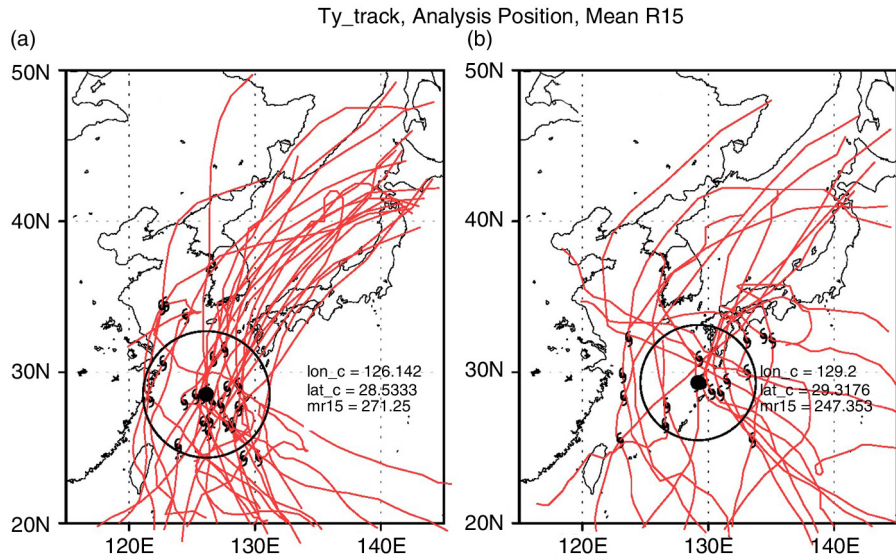 Ty_track, Analysis Position, Mean R15
(a)
50N
40N
30N
20N
120E
130E
140E
lon_c = 126.142
lat_c = 28.5333
mr15 = 271.25
(b)
50N
40N
30N
20N
120E
130E
140E
lon_c = 129.2
lat_c = 29.3176
mr15 = 247.353